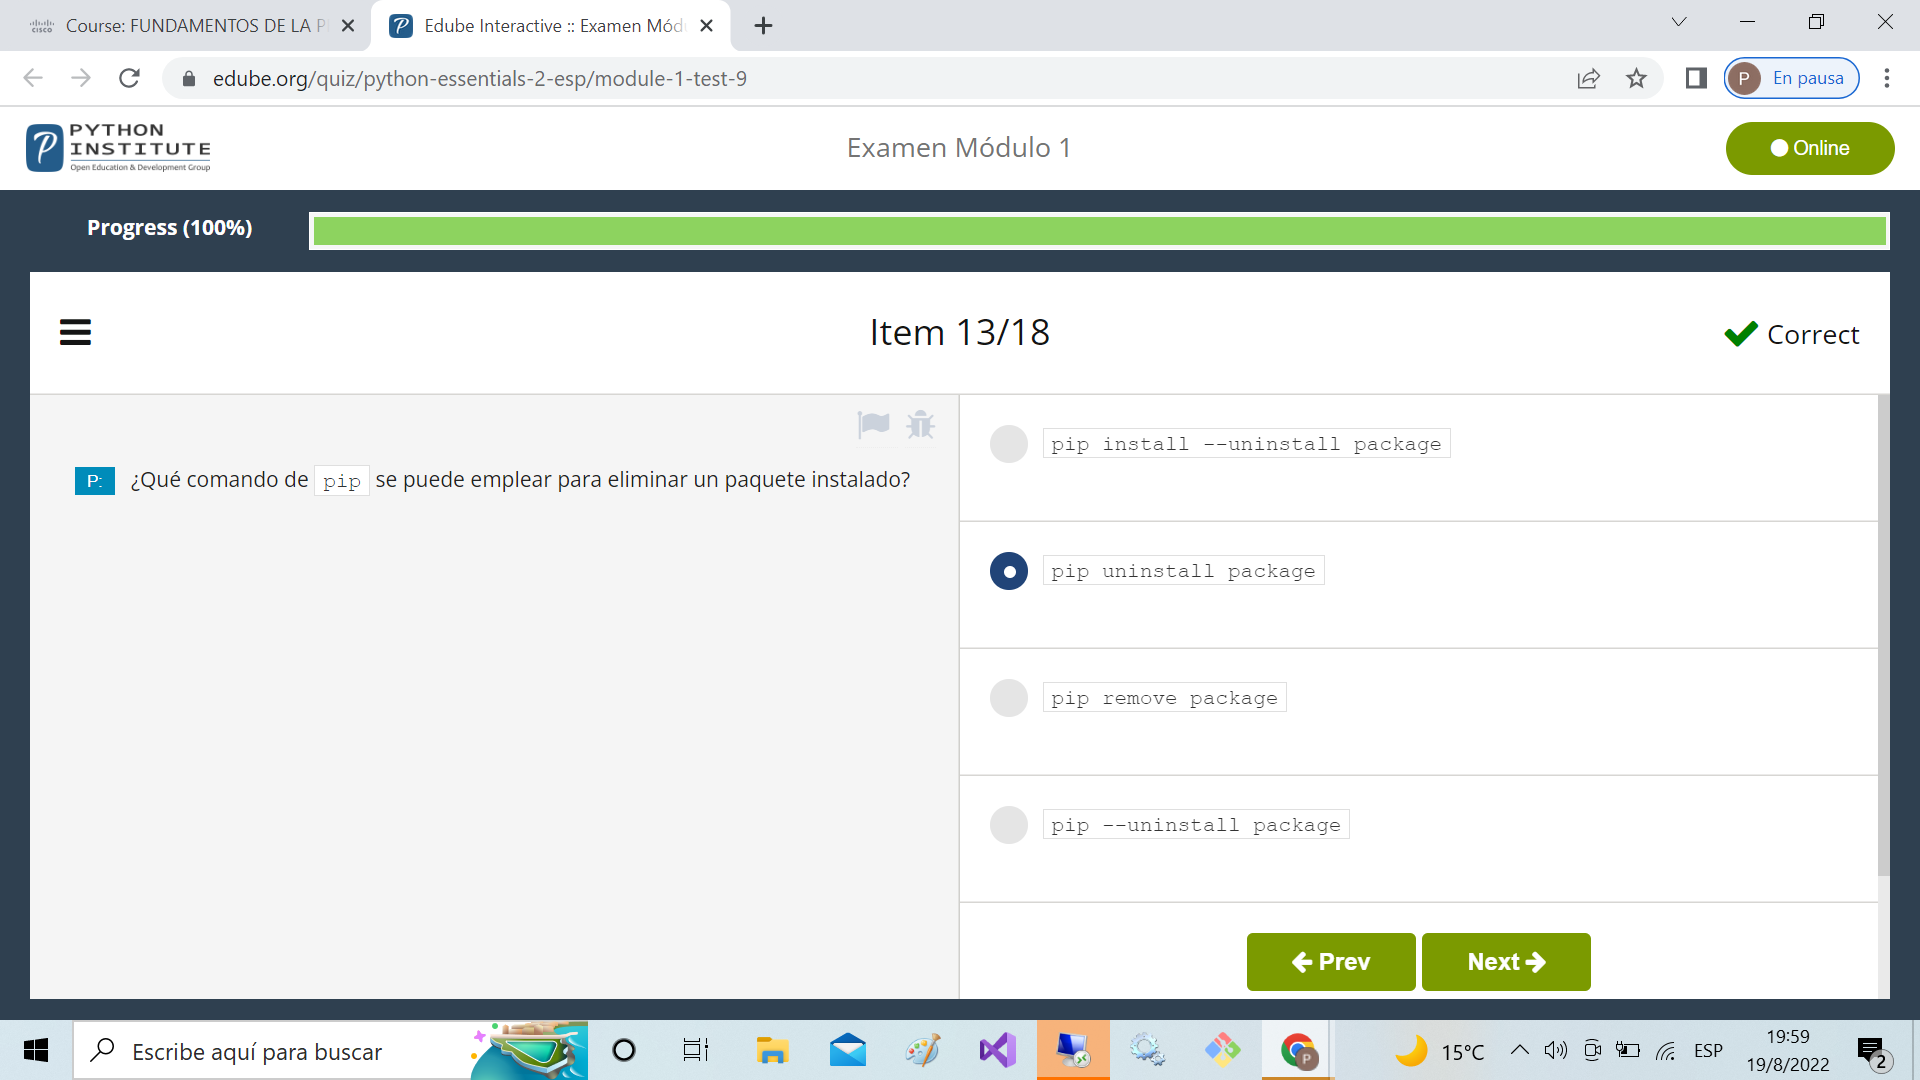 Course: FUNDAMENTOS DE LA P
Edube Interactive :: Examen Mód
edube.org/quiz/python-essentials-2-esp/module-1-test-9
P
En pausa
PYTHON
INSTITUTE
Open Education & Development Group
Examen Módulo 1
Online
Progress (100%)
Item 13/18
Correct
P: ¿Qué comando de pip se puede emplear para eliminar un paquete instalado?
pip install --uninstall package
pip uninstall package
pip remove package
pip --uninstall package
Prev
Next
Escribe aquí para buscar
P
15°C
ESP
19:59
19/8/2022
2